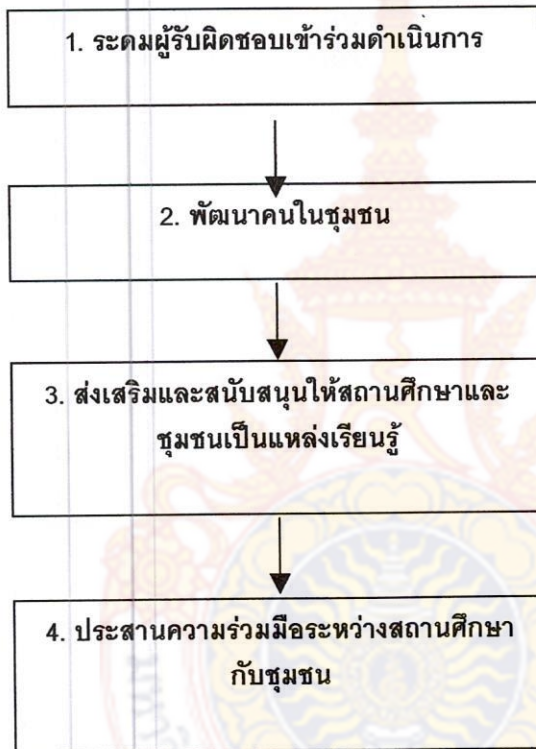 1. ระดมผู้รับผิดชอบเข้าร่วมดำเนินการ
2. พัฒนาคนในชุมชน
3. ส่งเสริมและสนับสนุนให้สถานศึกษาและ
ชุมชนเป็นแหล่งเรียนรู้
4. ประสานความร่วมมือระหว่างสถานศึกษา
กับชุมชน